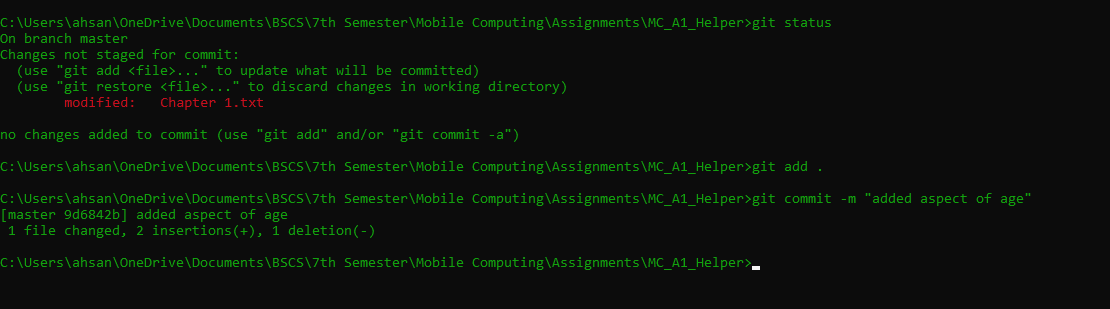 C:\Users\ahsan\OneDrive\Documents\BSCS\7th Semester\Mobile Computing\Assignments\MC_A1_Helper>git status
On branch master
Changes not staged for commit:
  (use "git add <file>..." to update what will be committed)
  (use "git restore <file>..." to discard changes in working directory)
        modified:   Chapter 1.txt

no changes added to commit (use "git add" and/or "git commit -a")

C:\Users\ahsan\OneDrive\Documents\BSCS\7th Semester\Mobile Computing\Assignments\MC_A1_Helper>git add .

C:\Users\ahsan\OneDrive\Documents\BSCS\7th Semester\Mobile Computing\Assignments\MC_A1_Helper>git commit -m "added aspect of age"
[master 9d6842b] added aspect of age
 1 file changed, 2 insertions(+), 1 deletion(-)

C:\Users\ahsan\OneDrive\Documents\BSCS\7th Semester\Mobile Computing\Assignments\MC_A1_Helper>